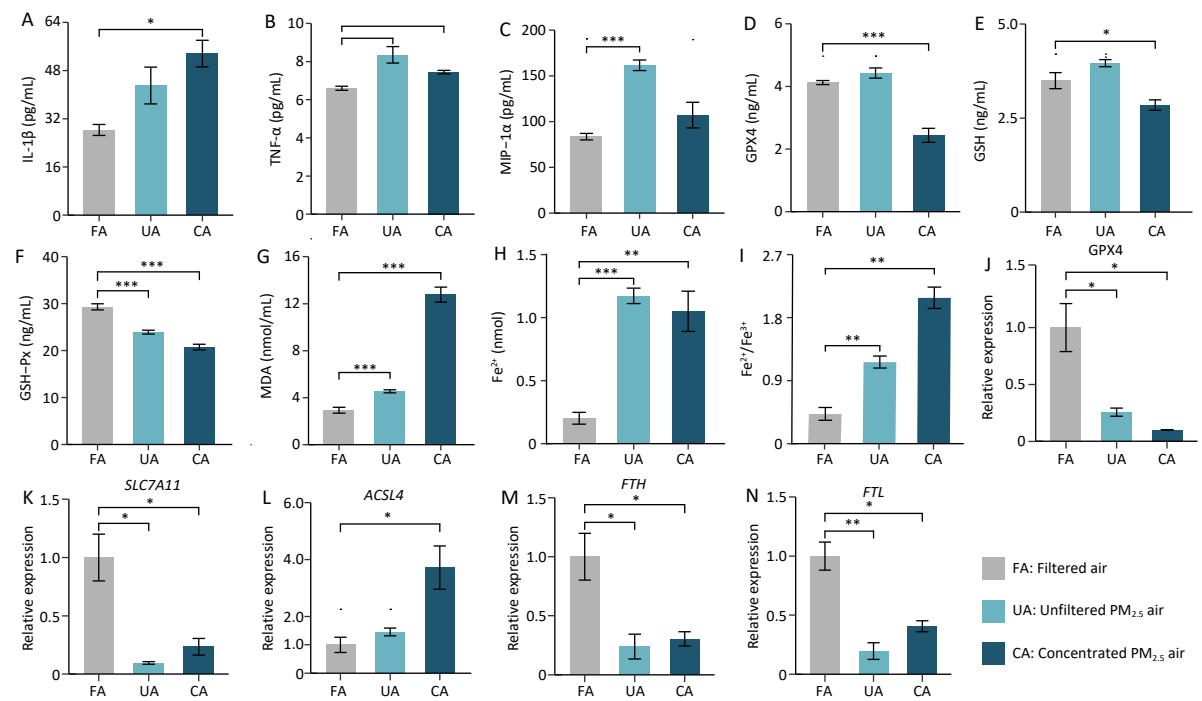 A
IL-1β (pg/mL)
64
48
32
16
0
*
FA UA CA
B
TNF-α (pg/mL)
10
8
6
4
2
0
FA UA CA
C
MIP-1α (pg/mL)
200
150
100
50
0
***
FA UA CA
D
GPX4 (ng/mL)
6
4
2
0
***
FA UA CA
E
GSH (ng/mL)
5.0
2.5
0
*
FA UA CA
F
GSH-Px (ng/mL)
40
30
20
10
0
***
***
FA UA CA
G
MDA (nmol/mL)
16
12
8
4
0
***
***
FA UA CA
H
Fe²⁺ (nmol)
1.5
1.0
0.5
0
**
***
FA UA CA
I
Fe²⁺/Fe³⁺
2.7
1.8
0.9
0
**
**
FA UA CA
J
GPX4
Relative expression
1.5
1.0
0.5
0
*
*
FA UA CA
K
SLC7A11
Relative expression
1.5
1.0
0.5
0
*
*
FA UA CA
L
ACSL4
Relative expression
6.0
4.0
2.0
1.0
0
*
FA UA CA
M
FTH
Relative expression
1.5
1.0
0.5
0
*
*
FA UA CA
N
FTL
Relative expression
1.5
1.0
0.5
0
*
**
FA UA CA
FA: Filtered air
UA: Unfiltered PM₂.₅ air
CA: Concentrated PM₂.₅ air